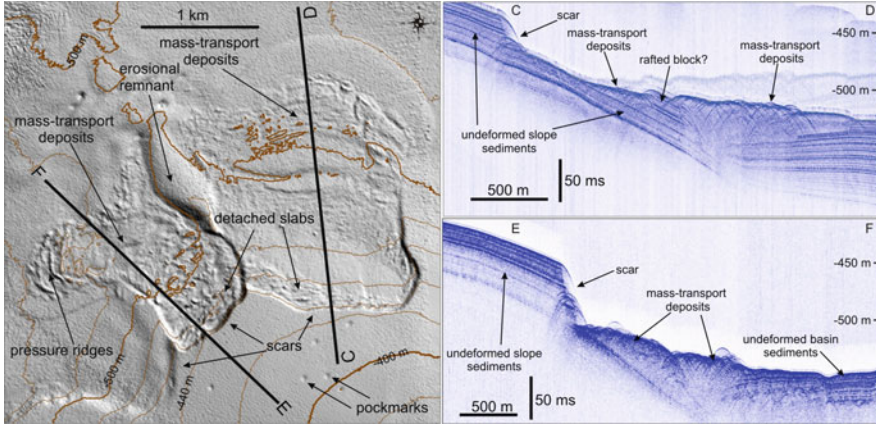 1 km
D
mass-transport
deposits
500 m
erosional
remnant
mass-transport
deposits
F
detached slabs
pressure ridges
500 m
scars
C
400 m
440 m
E
pockmarks
C
D
scar
mass-transport
deposits
rafted block?
mass-transport
deposits
-450 m
-500 m
undeformed slope
sediments
500 m
50 ms
E
F
scar
-450 m
mass-transport
deposits
-500 m
undeformed slope
sediments
undeformed basin
sediments
500 m
50 ms